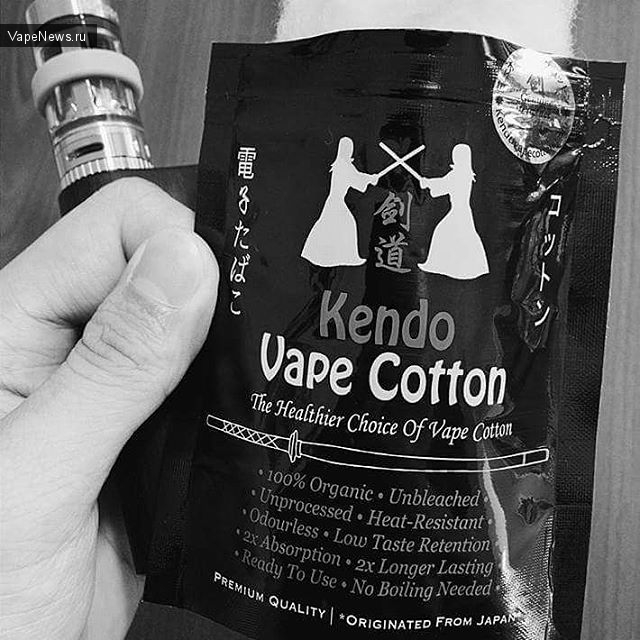 VapeNews.ru
剣
電子たばこ
コットン
剣道
Kendo
Vape Cotton
The Healthier Choice Of Vape Cotton
• 100% Organic • Unbleached •
• Unprocessed • Heat-Resistant •
• Odourless • Low Taste Retention
• 2x Absorption • 2x Longer Lasting
• Ready To Use • No Boiling Needed •
PREMIUM QUALITY | *ORIGINATED FROM JAPAN